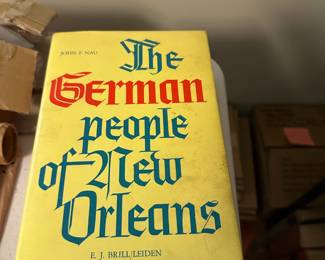 JOHN F. NAU
The
German
people
of New
Orleans
E. J. BRILL/LEIDEN